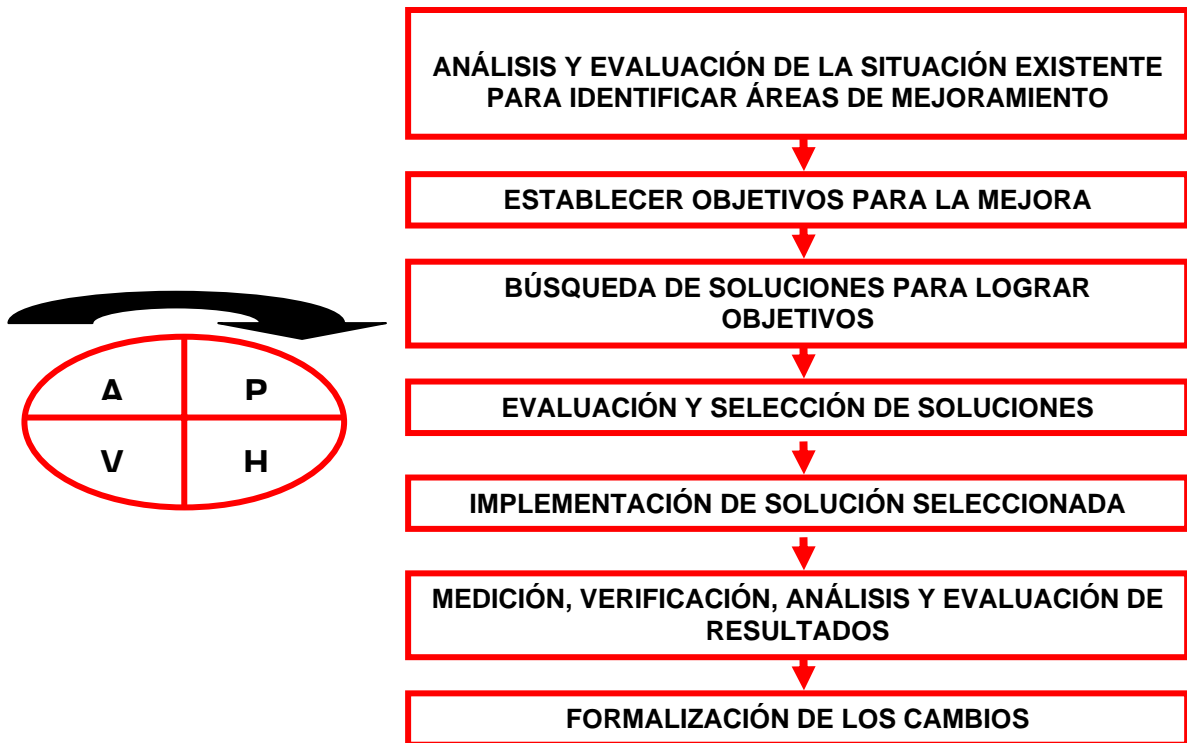 ANÁLISIS Y EVALUACIÓN DE LA SITUACIÓN EXISTENTE
PARA IDENTIFICAR ÁREAS DE MEJORAMIENTO
ESTABLECER OBJETIVOS PARA LA MEJORA
BÚSQUEDA DE SOLUCIONES PARA LOGRAR
OBJETIVOS
A P
V H
EVALUACIÓN Y SELECCIÓN DE SOLUCIONES
IMPLEMENTACIÓN DE SOLUCIÓN SELECCIONADA
MEDICIÓN, VERIFICACIÓN, ANÁLISIS Y EVALUACIÓN DE
RESULTADOS
FORMALIZACIÓN DE LOS CAMBIOS